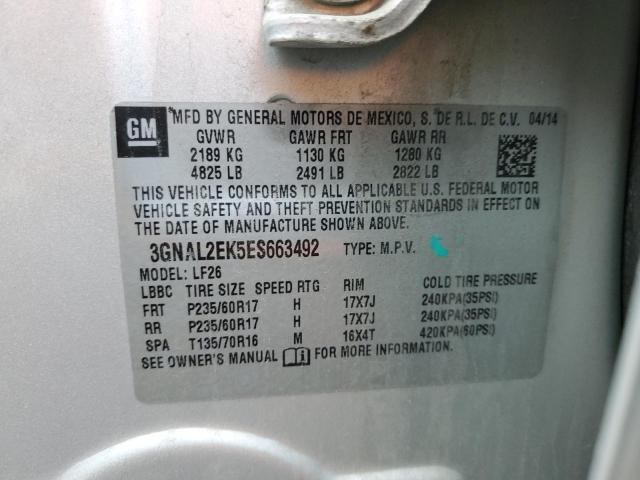 GM
MFD BY GENERAL MOTORS DE MEXICO, S. DE R.L. DE C.V. 04/14
GVWR GAWR FRT GAWR RR
2189 KG 1130 KG 1280 KG
4825 LB 2491 LB 2822 LB
THIS VEHICLE CONFORMS TO ALL APPLICABLE U.S. FEDERAL MOTOR
VEHICLE SAFETY AND THEFT PREVENTION STANDARDS IN EFFECT ON
THE DATE OF MANUFACTURE SHOWN ABOVE.
3GNAL2EK5ES663492 TYPE: M.P.V.
MODEL: LF26
LBBC TIRE SIZE SPEED RTG RIM COLD TIRE PRESSURE
FRT P235/60R17 H 17X7J 240KPA(35PSI)
RR P235/60R17 H 17X7J 240KPA(35PSI)
SPA T135/70R16 M 16X4T 420KPA(60PSI)
SEE OWNER'S MANUAL FOR MORE INFORMATION.